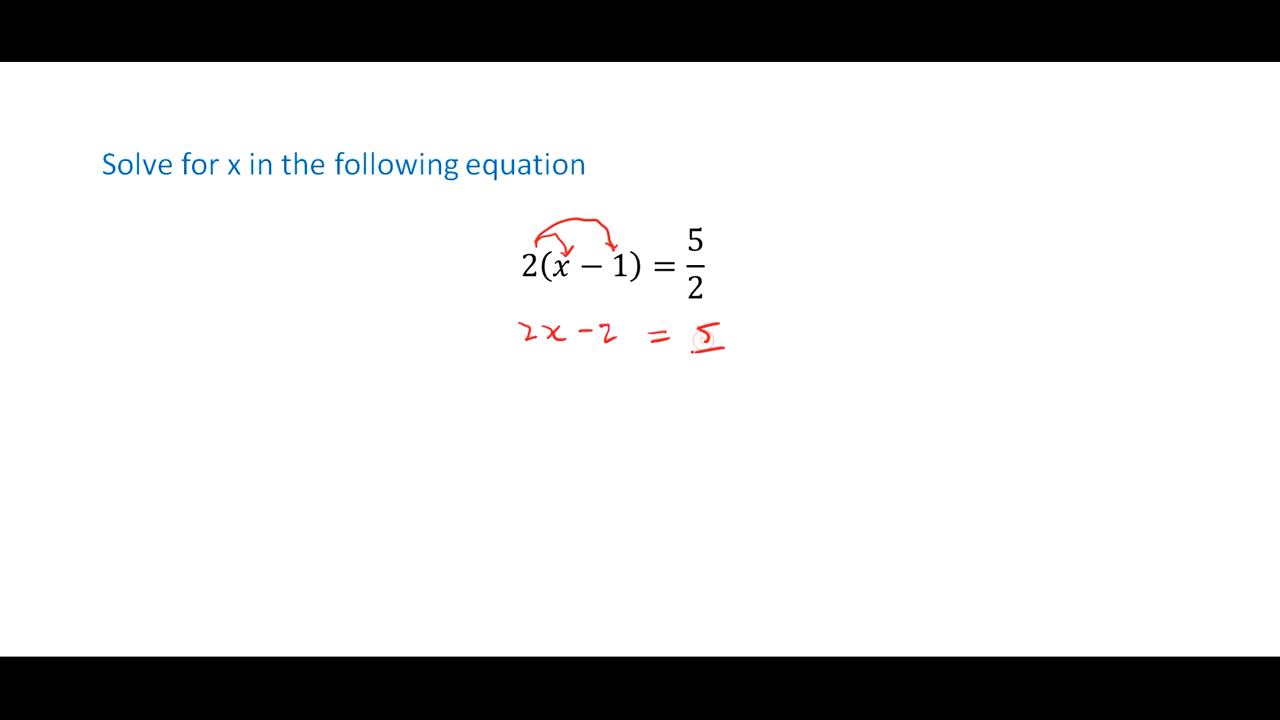 Solve for x in the following equation
2(x − 1) = 5/2
2x - 2 = 5